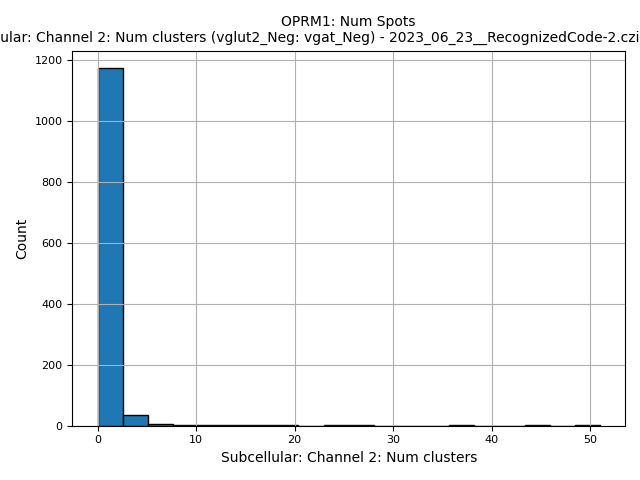 OPRM1: Num Spots
ular: Channel 2: Num clusters (vglut2_Neg: vgat_Neg) - 2023_06_23__RecognizedCode-2.czi
1200
1000
800
600
400
200
0
Count
0 10 20 30 40 50
Subcellular: Channel 2: Num clusters